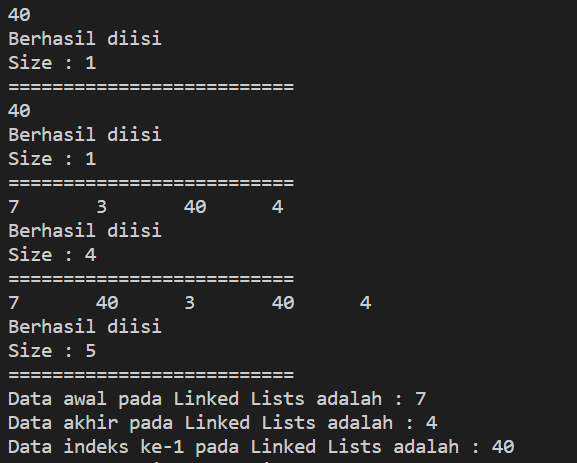 40
Berhasil diisi
Size : 1
==========================
40
Berhasil diisi
Size : 1
==========================
7       3       40      4
Berhasil diisi
Size : 4
==========================
7       40      3       40      4
Berhasil diisi
Size : 5
==========================
Data awal pada Linked Lists adalah : 7
Data akhir pada Linked Lists adalah : 4
Data indeks ke-1 pada Linked Lists adalah : 40